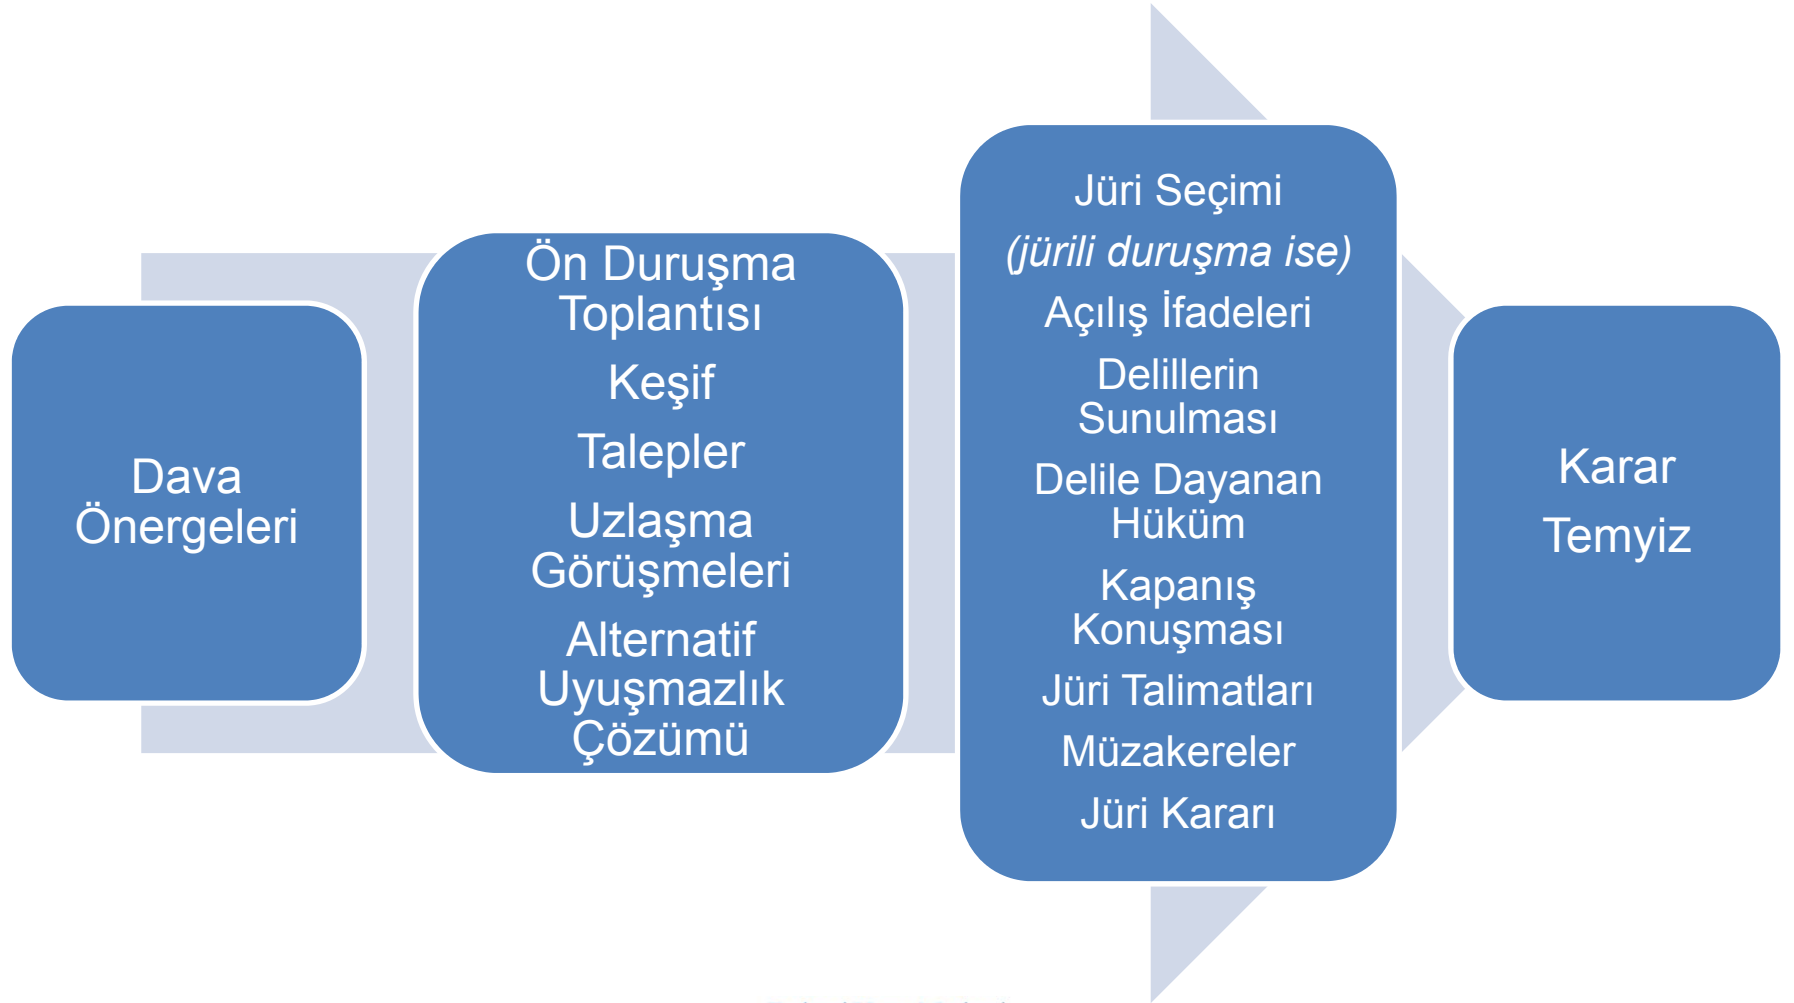 Dava
Önergeleri
Ön Duruşma
Toplantısı
Keşif
Talepler
Uzlaşma
Görüşmeleri
Alternatif
Uyuşmazlık
Çözümü
Jüri Seçimi
(jürili duruşma ise)
Açılış İfadeleri
Delillerin
Sunulması
Delile Dayanan
Hüküm
Kapanış
Konuşması
Jüri Talimatları
Müzakereler
Jüri Kararı
Karar
Temyiz